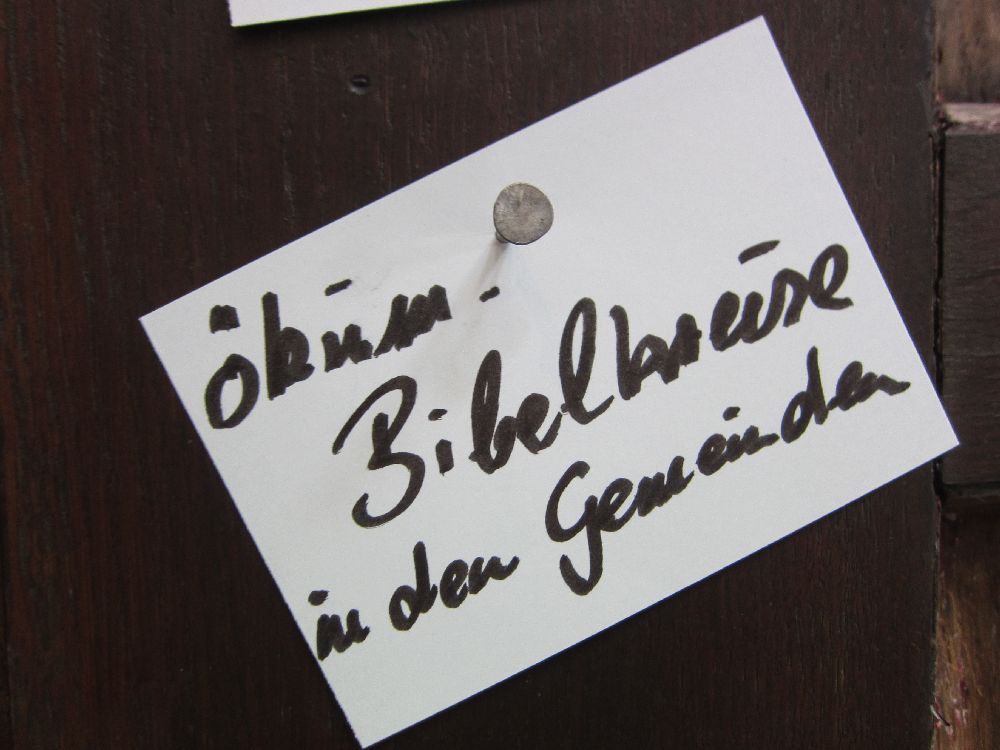 ökum.
Bibelkreise
in den Gemeinden